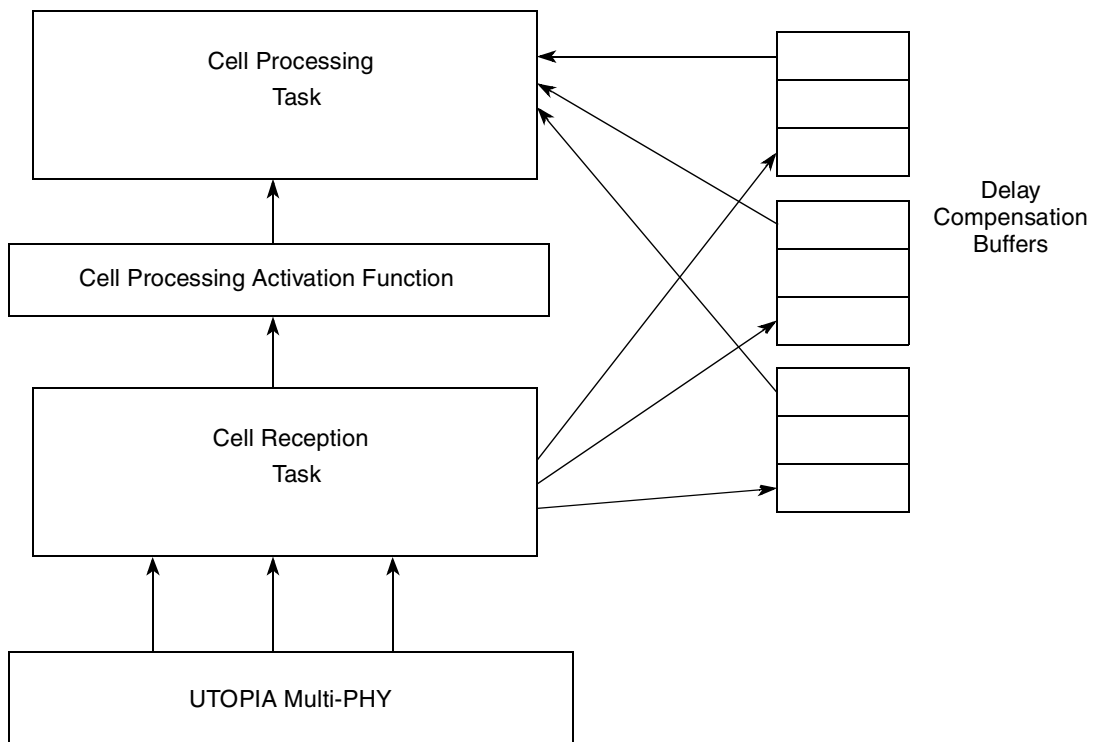 Cell Processing
Task
Delay
Compensation
Buffers
Cell Processing Activation Function
Cell Reception
Task
UTOPIA Multi-PHY